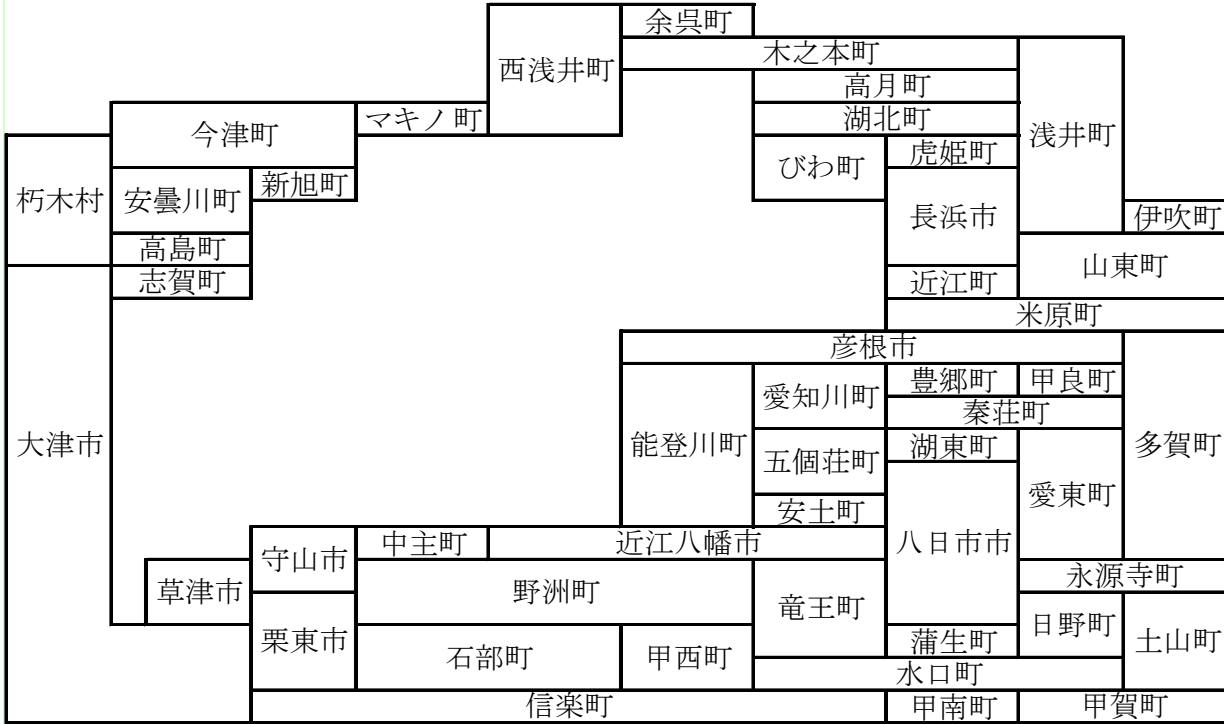 余呉町
木之本町
西浅井町
高月町
マキノ町
湖北町
今津町
浅井町
虎姫町
びわ町
新旭町
朽木村
安曇川町
長浜市
伊吹町
高島町
山東町
志賀町
近江町
米原町
彦根市
豊郷町
甲良町
愛知川町
秦荘町
大津市
能登川町
湖東町
多賀町
五個荘町
愛東町
安土町
中主町
近江八幡市
八日市市
守山市
永源寺町
草津市
野洲町
竜王町
日野町
栗東市
蒲生町
土山町
石部町
甲西町
水口町
信楽町
甲南町
甲賀町